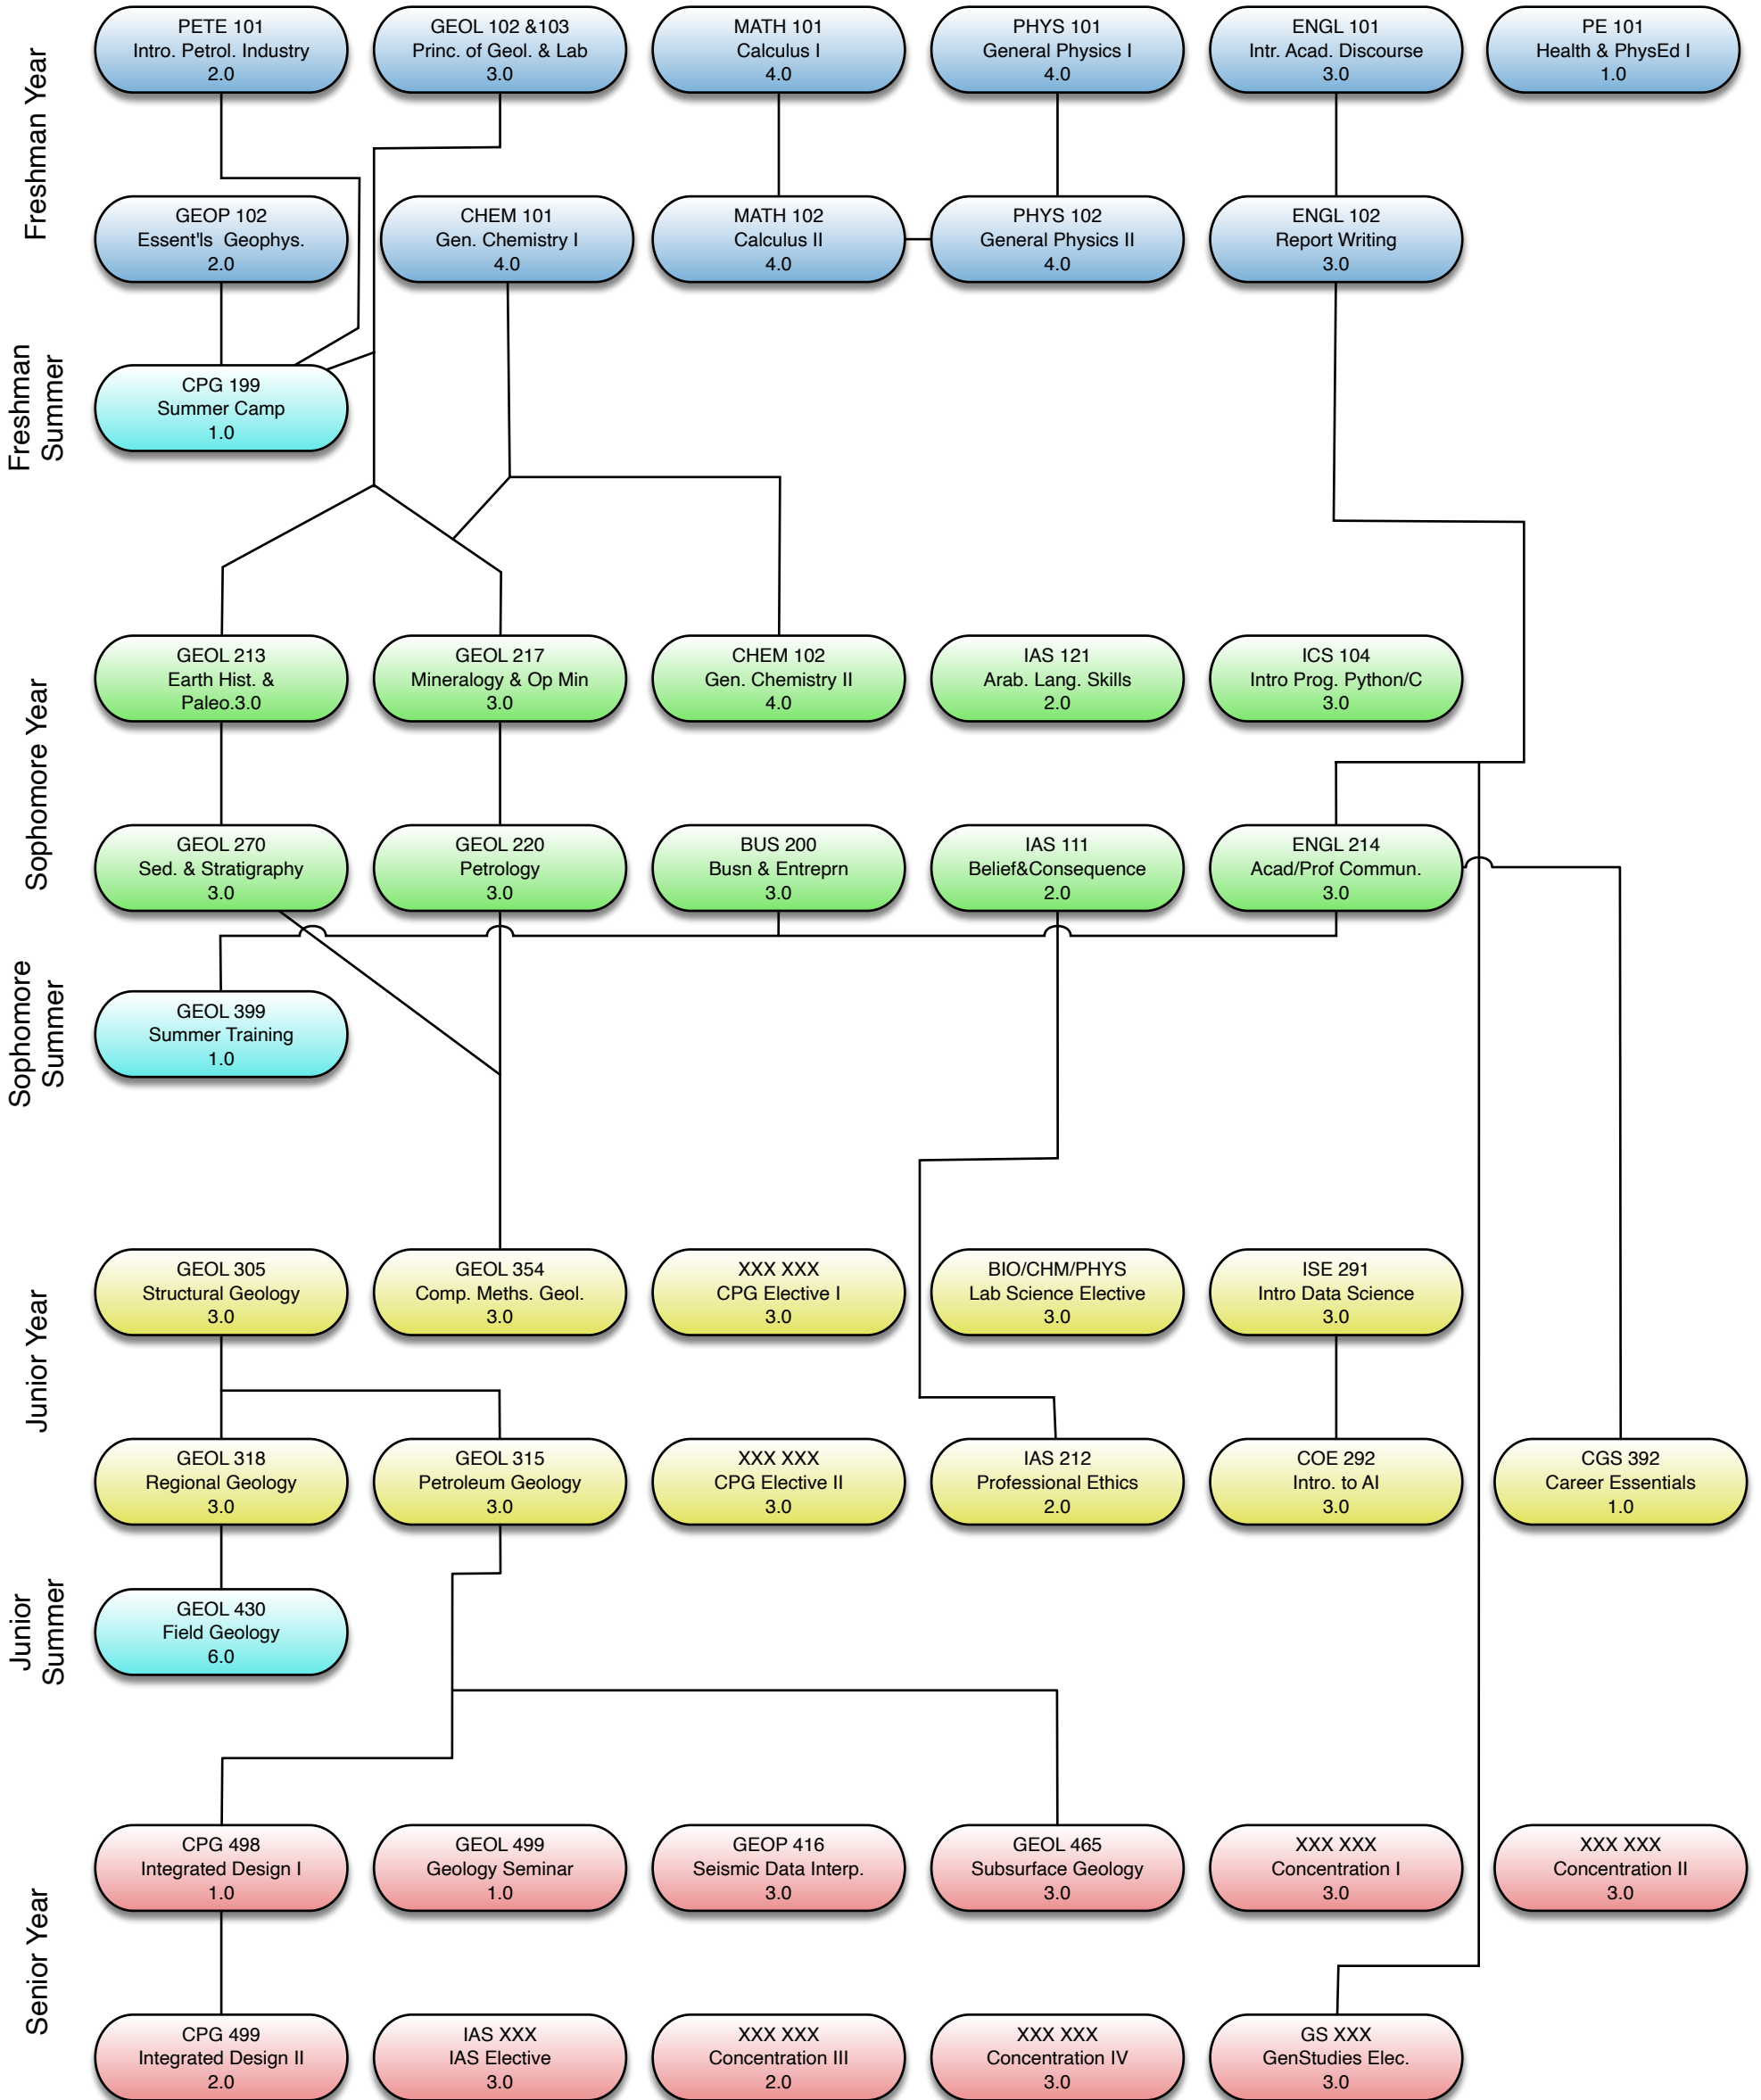 Freshman Year
PETE 101
Intro. Petrol. Industry
2.0
GEOL 102 &103
Princ. of Geol. & Lab
3.0
MATH 101
Calculus I
4.0
PHYS 101
General Physics I
4.0
ENGL 101
Intr. Acad. Discourse
3.0
PE 101
Health & PhysEd I
1.0
GEOP 102
Essent'ls  Geophys.
2.0
CHEM 101
Gen. Chemistry I
4.0
MATH 102
Calculus II
4.0
PHYS 102
General Physics II
4.0
ENGL 102
Report Writing
3.0
Freshman
Summer
CPG 199
Summer Camp
1.0
Sophomore Year
GEOL 213
Earth Hist. &
Paleo.3.0
GEOL 217
Mineralogy & Op Min
3.0
CHEM 102
Gen. Chemistry II
4.0
IAS 121
Arab. Lang. Skills
2.0
ICS 104
Intro Prog. Python/C
3.0
GEOL 270
Sed. & Stratigraphy
3.0
GEOL 220
Petrology
3.0
BUS 200
Busn & Entreprn
3.0
IAS 111
Belief&Consequence
2.0
ENGL 214
Acad/Prof Commun.
3.0
Sophomore
Summer
GEOL 399
Summer Training
1.0
Junior Year
GEOL 305
Structural Geology
3.0
GEOL 354
Comp. Meths. Geol.
3.0
XXX XXX
CPG Elective I
3.0
BIO/CHM/PHYS
Lab Science Elective
3.0
ISE 291
Intro Data Science
3.0
GEOL 318
Regional Geology
3.0
GEOL 315
Petroleum Geology
3.0
XXX XXX
CPG Elective II
3.0
IAS 212
Professional Ethics
2.0
COE 292
Intro. to AI
3.0
CGS 392
Career Essentials
1.0
Junior
Summer
GEOL 430
Field Geology
6.0
Senior Year
CPG 498
Integrated Design I
1.0
GEOL 499
Geology Seminar
1.0
GEOP 416
Seismic Data Interp.
3.0
GEOL 465
Subsurface Geology
3.0
XXX XXX
Concentration I
3.0
XXX XXX
Concentration II
3.0
CPG 499
Integrated Design II
2.0
IAS XXX
IAS Elective
3.0
XXX XXX
Concentration III
2.0
XXX XXX
Concentration IV
3.0
GS XXX
GenStudies Elec.
3.0